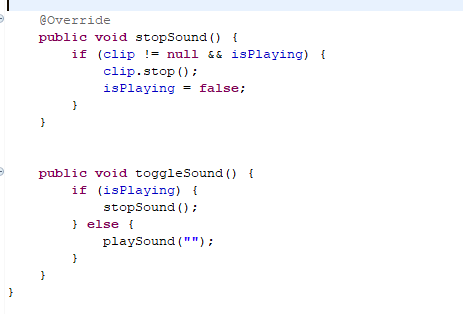 @Override
public void stopSound() {
if (clip != null && isPlaying) {
clip.stop();
isPlaying = false;
}
}
public void toggleSound() {
if (isPlaying) {
stopSound();
} else {
playSound("");
}
}
}